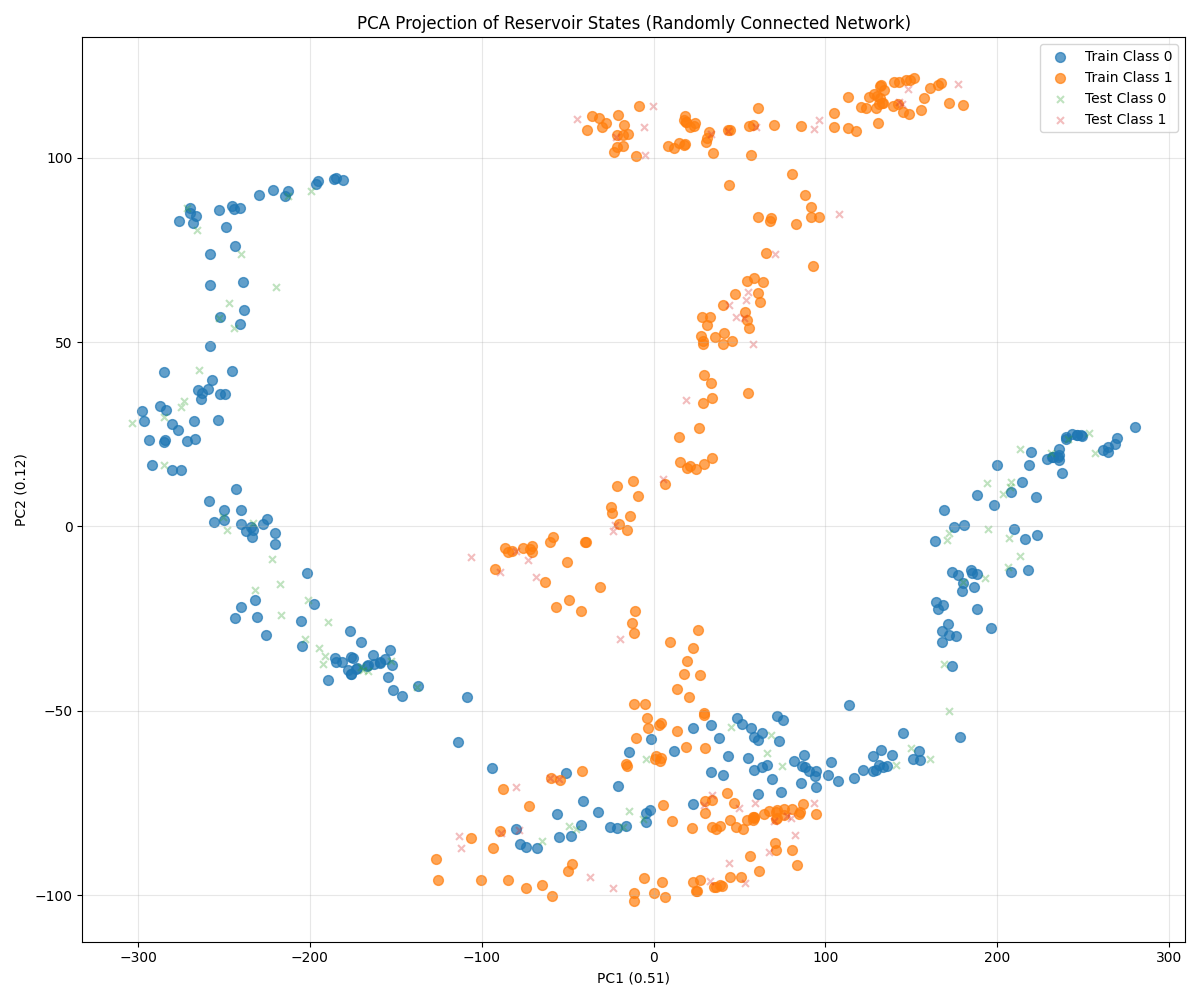 PCA Projection of Reservoir States (Randomly Connected Network)
Train Class 0
Train Class 1
Test Class 0
Test Class 1
PC2 (0.12)
100
50
0
−50
−100
−300
−200
−100
0
100
200
300
PC1 (0.51)